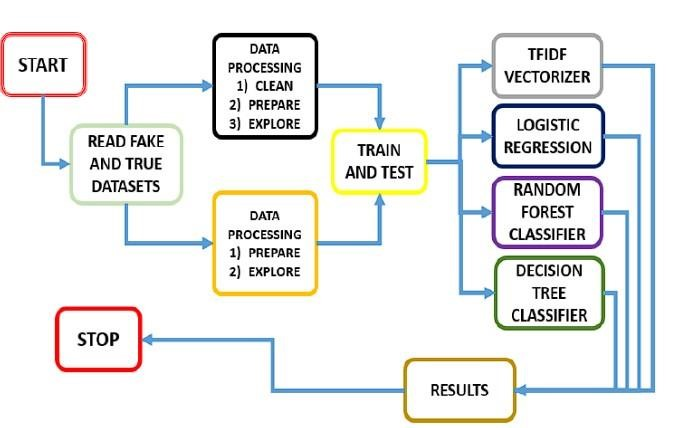 START
READ FAKE
AND TRUE
DATASETS
DATA
PROCESSING
1) CLEAN
2) PREPARE
3) EXPLORE
DATA
PROCESSING
1) PREPARE
2) EXPLORE
TRAIN
AND TEST
TFIDF
VECTORIZER
LOGISTIC
REGRESSION
RANDOM
FOREST
CLASSIFIER
DECISION
TREE
CLASSIFIER
RESULTS
STOP